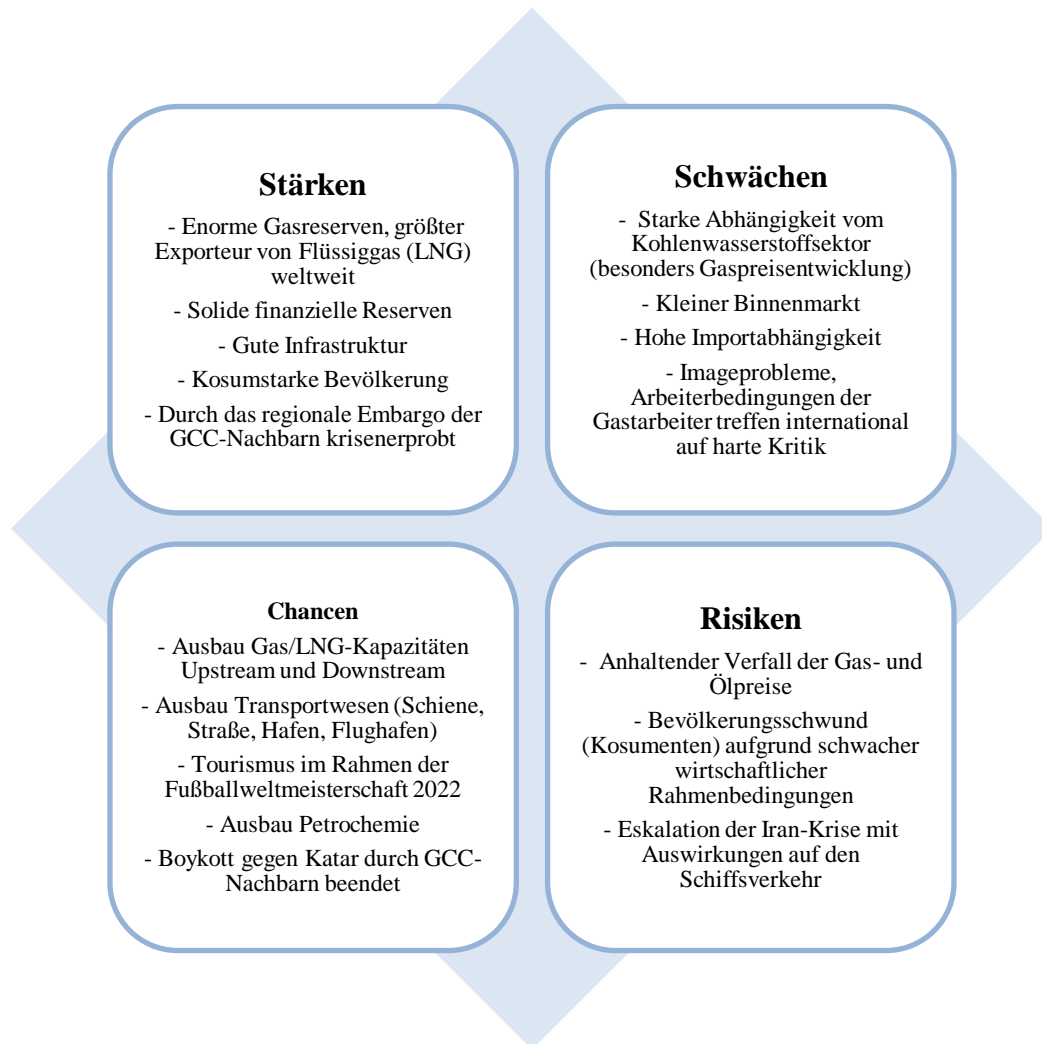 Stärken
- Enorme Gasreserven, größter
Exporteur von Flüssiggas (LNG)
weltweit
- Solide finanzielle Reserven
- Gute Infrastruktur
- Kosumstarke Bevölkerung
- Durch das regionale Embargo der
GCC-Nachbarn krisenerprobt
Schwächen
- Starke Abhängigkeit vom
Kohlenwasserstoffsektor
(besonders Gaspreisentwicklung)
- Kleiner Binnenmarkt
- Hohe Importabhängigkeit
- Imageprobleme,
Arbeiterbedingungen der
Gastarbeiter treffen international
auf harte Kritik
Chancen
- Ausbau Gas/LNG-Kapazitäten
Upstream und Downstream
- Ausbau Transportwesen (Schiene,
Straße, Hafen, Flughafen)
- Tourismus im Rahmen der
Fußballweltmeisterschaft 2022
- Ausbau Petrochemie
- Boykott gegen Katar durch GCC-
Nachbarn beendet
Risiken
- Anhaltender Verfall der Gas- und
Ölpreise
- Bevölkerungsschwund
(Kosumenten) aufgrund schwacher
wirtschaftlicher
Rahmenbedingungen
- Eskalation der Iran-Krise mit
Auswirkungen auf den
Schiffsverkehr